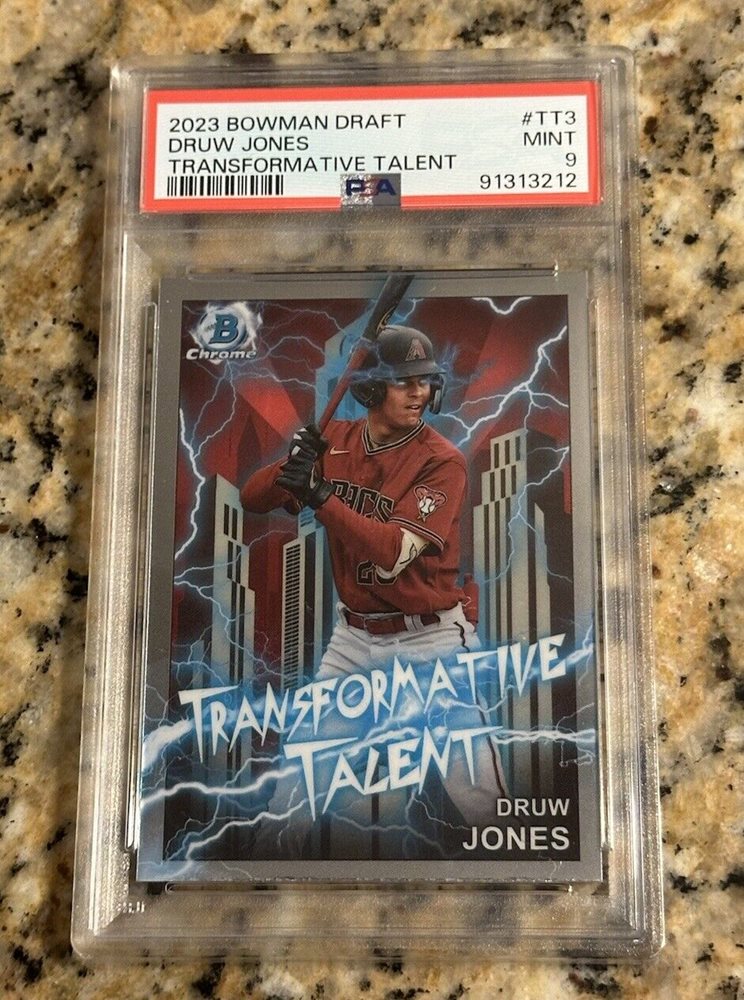 2023 BOWMAN DRAFT #TT3
DRUW JONES MINT
TRANSFORMATIVE TALENT 9
PSA 91313212
B
Chrome
A
TRANSFORMATIVE
TALENT
DRUW
JONES